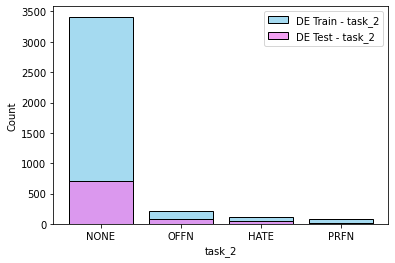 3500
3000
2500
2000
1500
1000
500
0
Count
DE Train - task_2
DE Test - task_2
NONE OFFN HATE PRFN
task_2